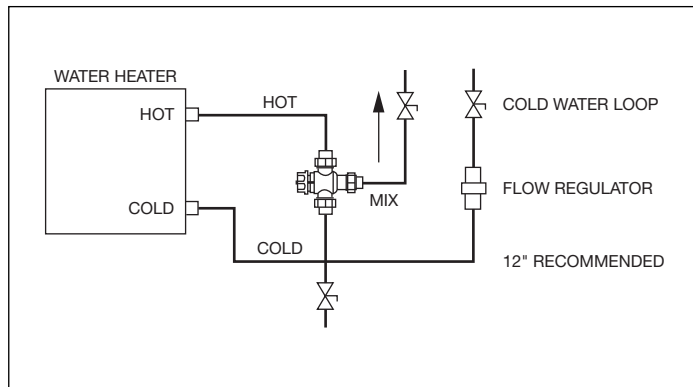 WATER HEATER
HOT
HOT
COLD WATER LOOP
FLOW REGULATOR
MIX
COLD
COLD
12" RECOMMENDED